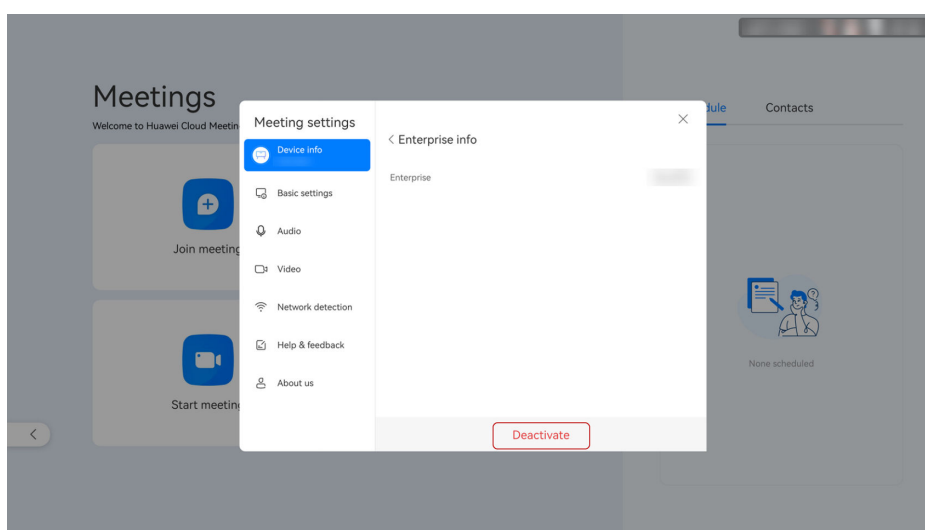 Meetings
Welcome to Huawei Cloud Meetin
Join meeting
Start meeting
Meeting settings
Device info
Basic settings
Audio
Video
Network detection
Help & feedback
About us
Enterprise info
Enterprise
Deactivate
dule
Contacts
None scheduled